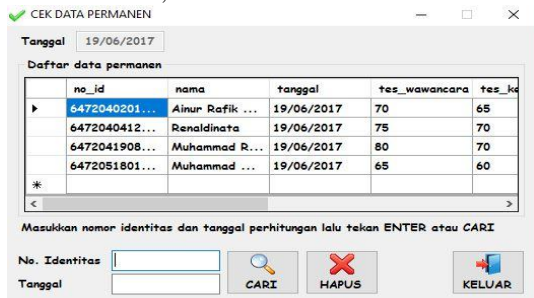 CEK DATA PERMANEN
Tanggal 19/06/2017
Daftar data permanen
no_id nama tanggal tes_wawancara tes_ke
6472040201... Ainur Rafik ... 19/06/2017 70 65
6472040412... Renaldinata 19/06/2017 75 70
6472041908... Muhammad R... 19/06/2017 80 70
6472051801... Muhammad ... 19/06/2017 65 60
Masukkan nomor identitas dan tanggal perhitungan lalu tekan ENTER atau CARI
No. Identitas
Tanggal
CARI HAPUS KELUAR